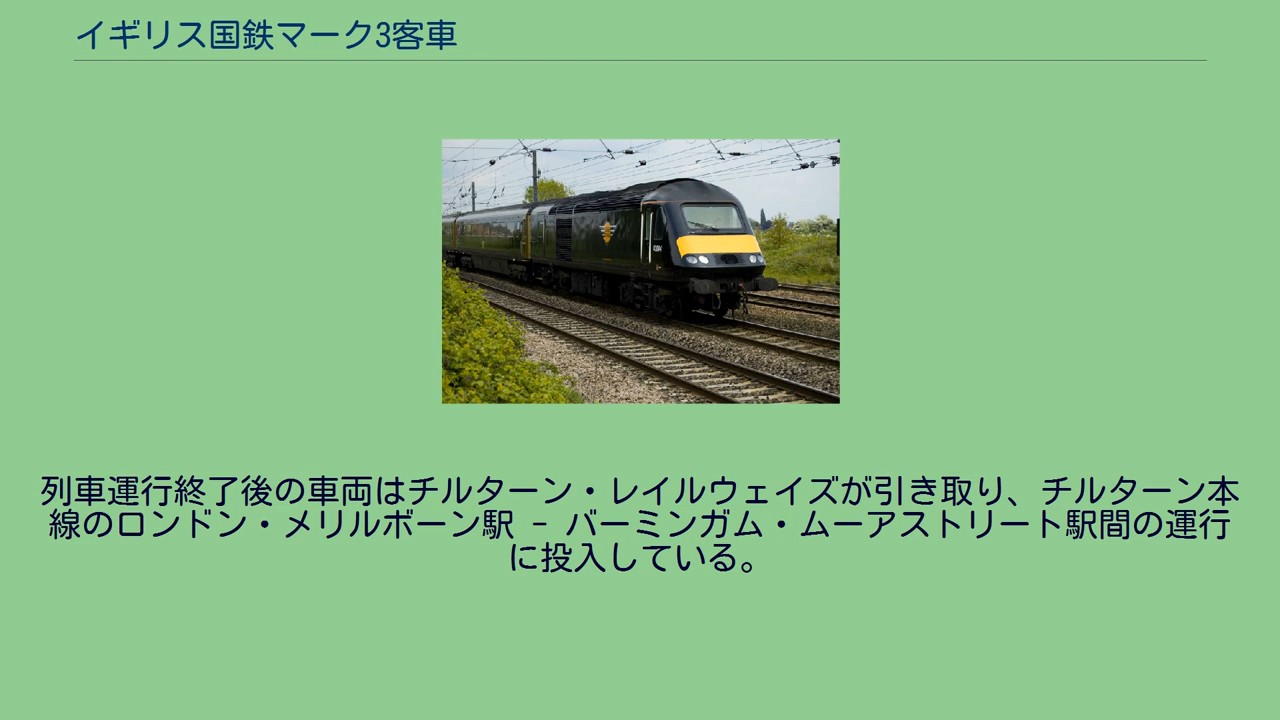 イギリス国鉄マーク3客車
列車運行終了後の車両はチルターン・レイルウェイズが引き取り、チルターン本
線のロンドン・メリルボーン駅 - バーミンガム・ムーアストリート駅間の運行
に投入している。